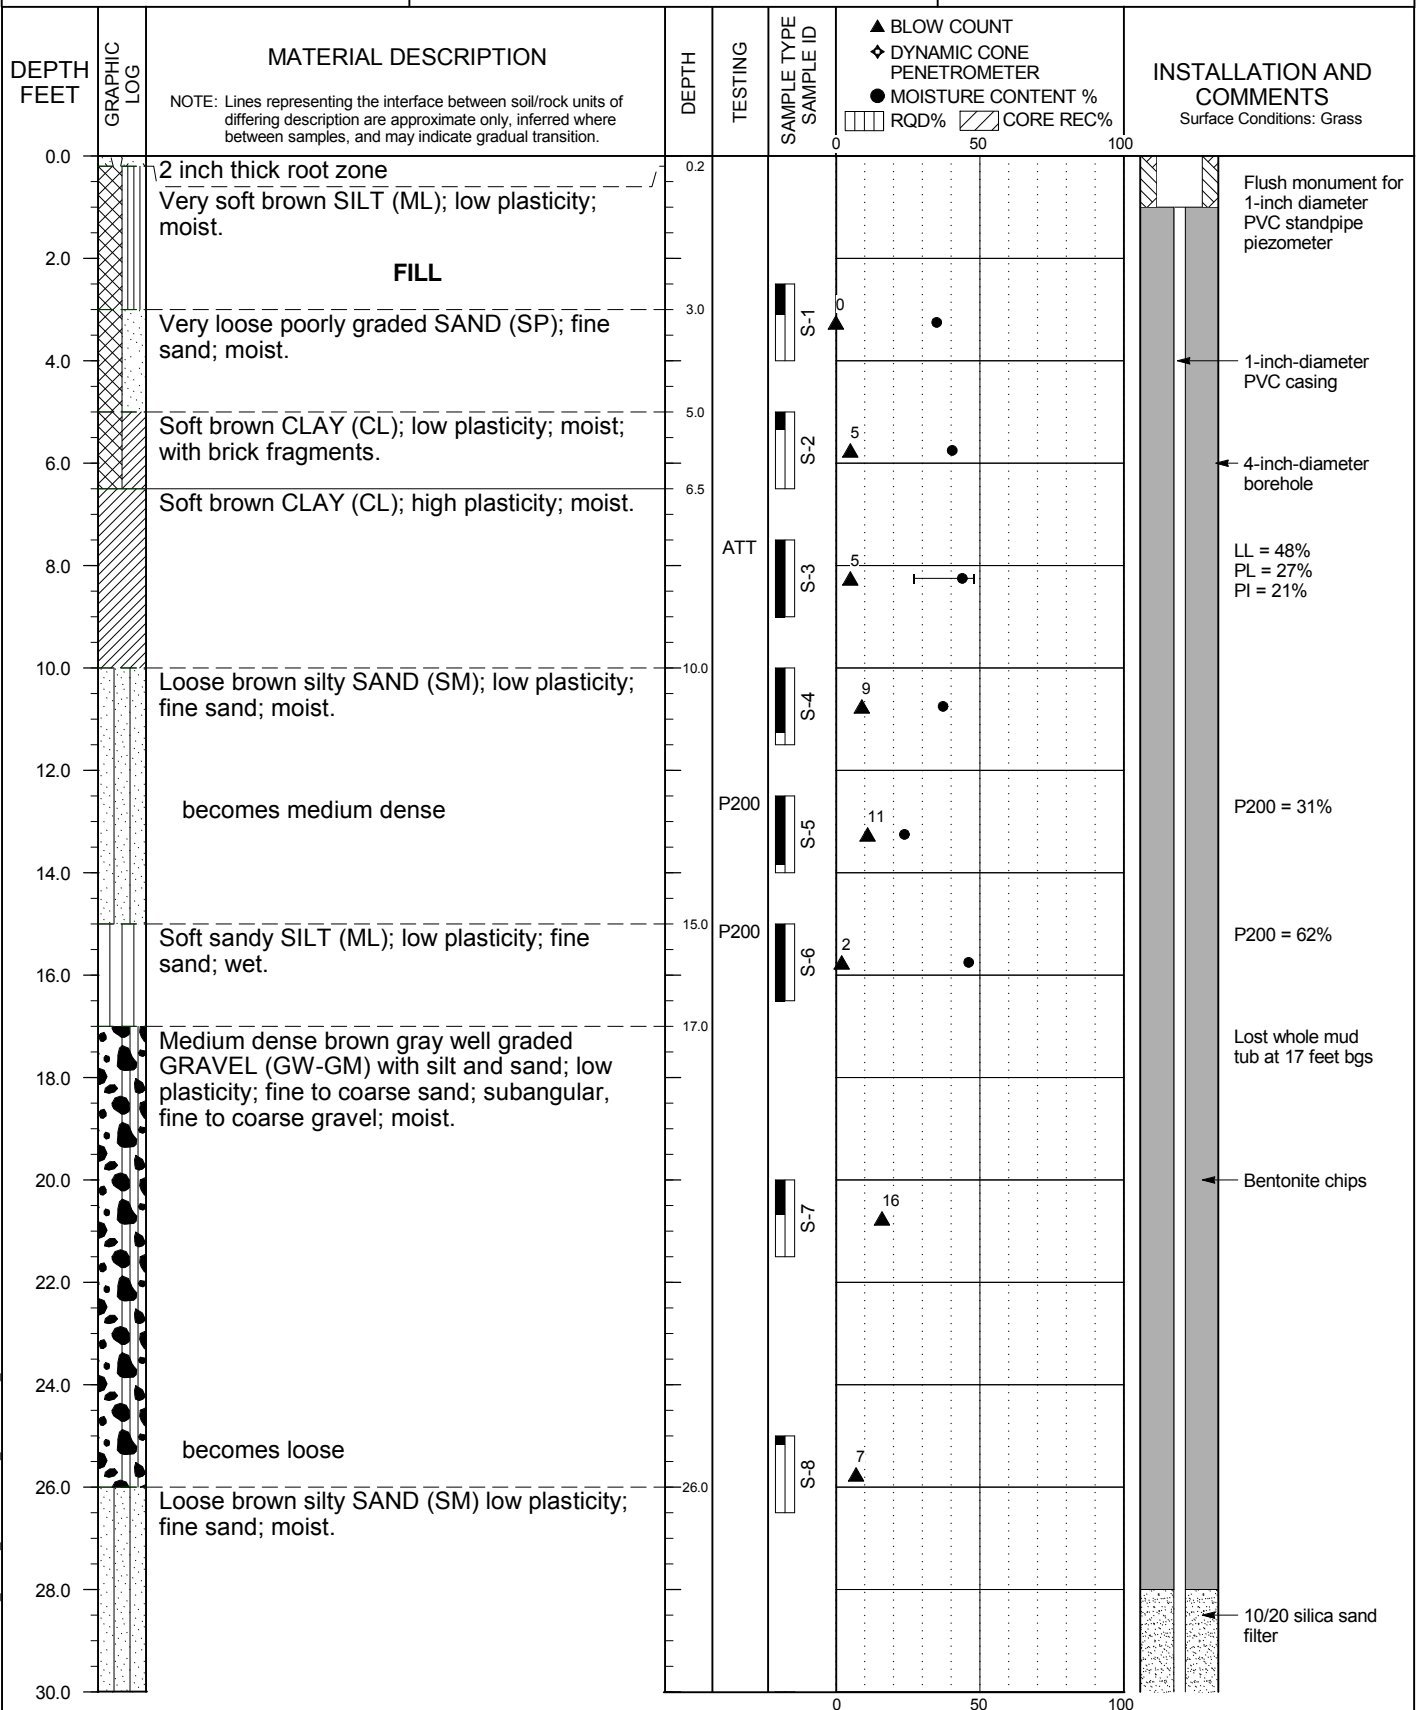 DEPTH
FEET
GRAPHIC
LOG
MATERIAL DESCRIPTION
NOTE: Lines representing the interface between soil/rock units of
differing description are approximate only, inferred where
between samples, and may indicate gradual transition.
DEPTH
TESTING
SAMPLE TYPE
SAMPLE ID
BLOW COUNT
DYNAMIC CONE
PENETROMETER
MOISTURE CONTENT %
RQD% CORE REC%
0 50 100
INSTALLATION AND
COMMENTS
Surface Conditions: Grass
0.0
2 inch thick root zone
0.2
Very soft brown SILT (ML); low plasticity;
moist.
Flush monument for
1-inch diameter
PVC standpipe
piezometer
2.0
FILL
3.0
S-1
0
Very loose poorly graded SAND (SP); fine
sand; moist.
4.0
1-inch-diameter
PVC casing
5.0
Soft brown CLAY (CL); low plasticity; moist;
with brick fragments.
S-2
5
6.0
4-inch-diameter
borehole
6.5
Soft brown CLAY (CL); high plasticity; moist.
ATT
S-3
5
8.0
LL = 48%
PL = 27%
PI = 21%
10.0
10.0
Loose brown silty SAND (SM); low plasticity;
fine sand; moist.
S-4
9
12.0
becomes medium dense
P200
S-5
11
P200 = 31%
14.0
15.0
Soft sandy SILT (ML); low plasticity; fine
sand; wet.
P200
S-6
2
P200 = 62%
16.0
17.0
Medium dense brown gray well graded
GRAVEL (GW-GM) with silt and sand; low
plasticity; fine to coarse sand; subangular,
fine to coarse gravel; moist.
Lost whole mud
tub at 17 feet bgs
18.0
20.0
S-7
16
Bentonite chips
22.0
24.0
becomes loose
S-8
7
26.0
26.0
Loose brown silty SAND (SM) low plasticity;
fine sand; moist.
28.0
10/20 silica sand
filter
30.0
0 50 100